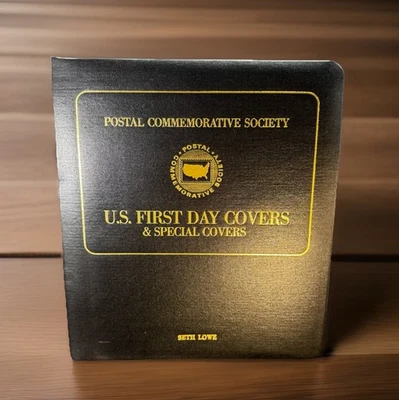 POSTAL COMMEMORATIVE SOCIETY
POSTAL
COMMEMORATIVE SOCIETY
U.S. FIRST DAY COVERS
& SPECIAL COVERS
SETH LOWE